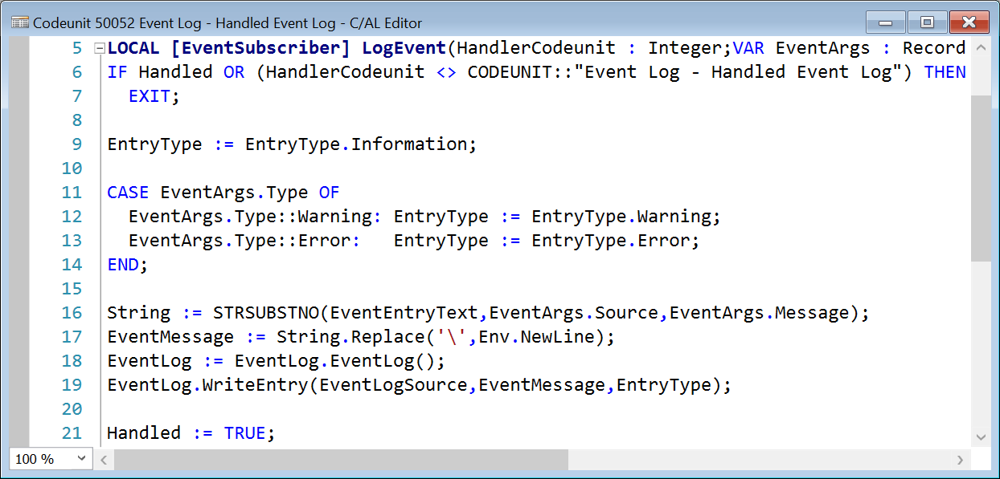 Codeunit 50052 Event Log - Handled Event Log - C/AL Editor
5 LOCAL [EventSubscriber] LogEvent(HandlerCodeunit : Integer;VAR EventArgs : Record
6 IF Handled OR (HandlerCodeunit <> CODEUNIT::"Event Log - Handled Event Log") THEN
7   EXIT;
8
9 EntryType := EntryType.Information;
10
11 CASE EventArgs.Type OF
12   EventArgs.Type::Warning: EntryType := EntryType.Warning;
13   EventArgs.Type::Error:   EntryType := EntryType.Error;
14 END;
15
16 String := STRSUBSTNO(EventEntryText,EventArgs.Source,EventArgs.Message);
17 EventMessage := String.Replace('\',Env.NewLine);
18 EventLog := EventLog.EventLog();
19 EventLog.WriteEntry(EventLogSource,EventMessage,EntryType);
20
21 Handled := TRUE;
100 %